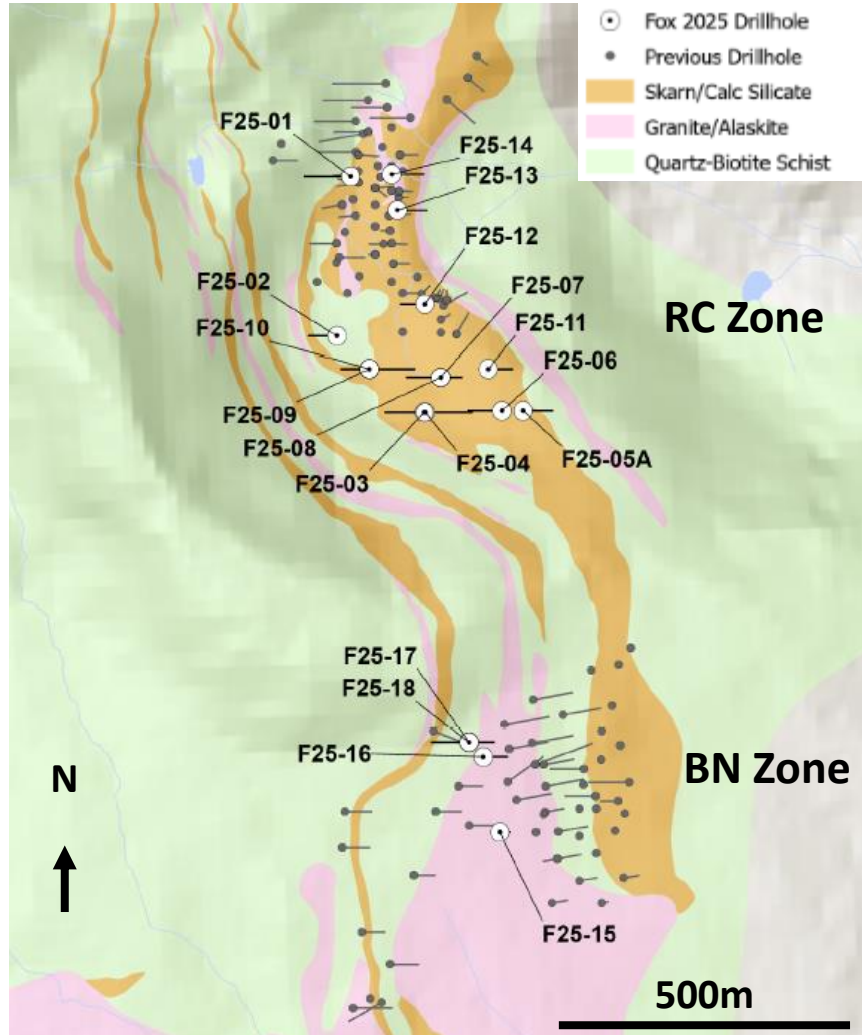 Fox 2025 Drillhole
Previous Drillhole
Skarn/Calc Silicate
Granite/Alaskite
Quartz-Biotite Schist
F25-01
F25-14
F25-13
F25-12
F25-02
F25-07
F25-10
F25-11
RC Zone
F25-06
F25-09
F25-08
F25-03
F25-04
F25-05A
F25-17
F25-18
F25-16
BN Zone
N
F25-15
500m